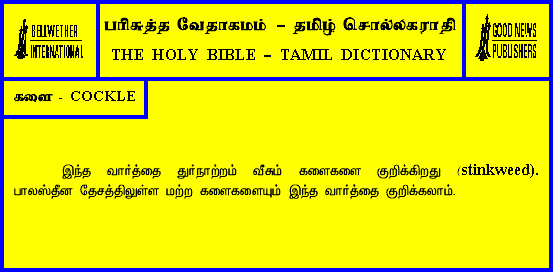 BELLWETHER
INTERNATIONAL
பரிசுத்த வேதாகமம் – தமிழ் சொல்லகராதி
THE HOLY BIBLE – TAMIL DICTIONARY
GOOD NEWS
PUBLISHERS
களை - COCKLE
இந்த வார்த்தை துர்நாற்றம் வீசும் களைகளை குறிக்கிறது (stinkweed).
பாலஸ்தீன தேசத்திலுள்ள மற்ற களைகளையும் இந்த வார்த்தை குறிக்கலாம்.